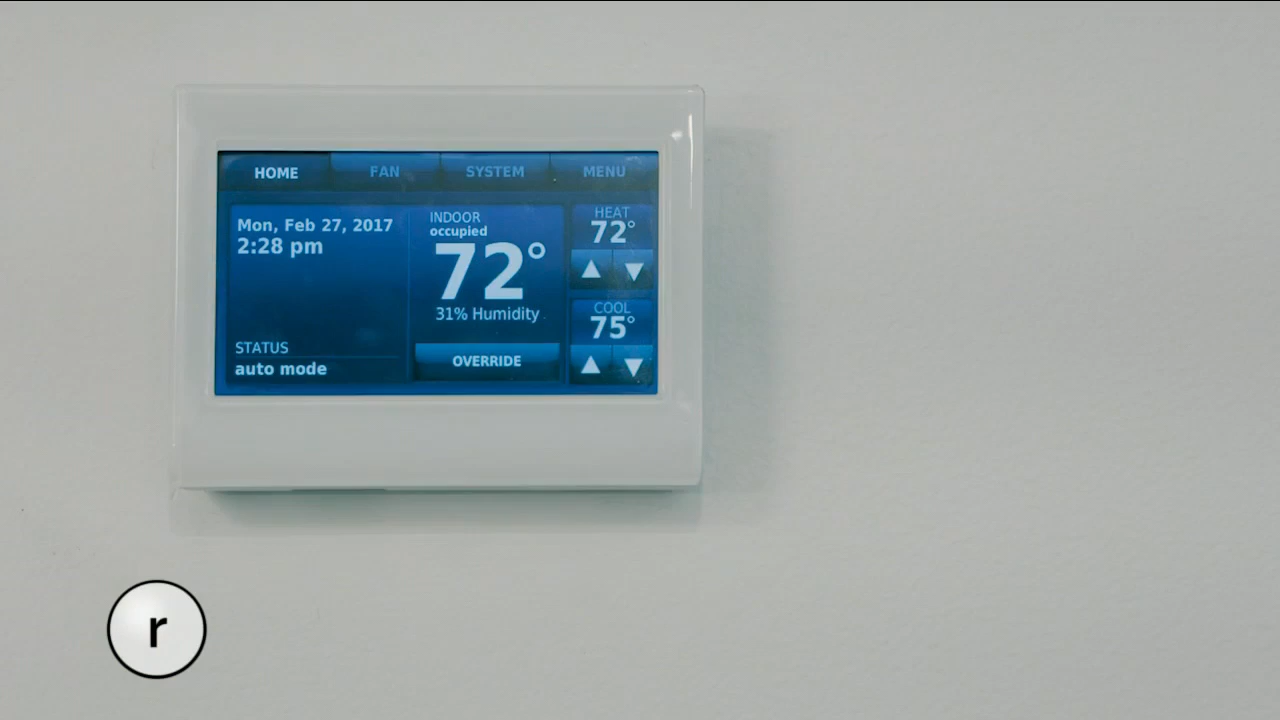 HOME FAN SYSTEM MENU
Mon, Feb 27, 2017
2:28 pm
STATUS
auto mode
INDOOR
occupied
72°
31% Humidity
OVERRIDE
HEAT
72°
COOL
75°
r